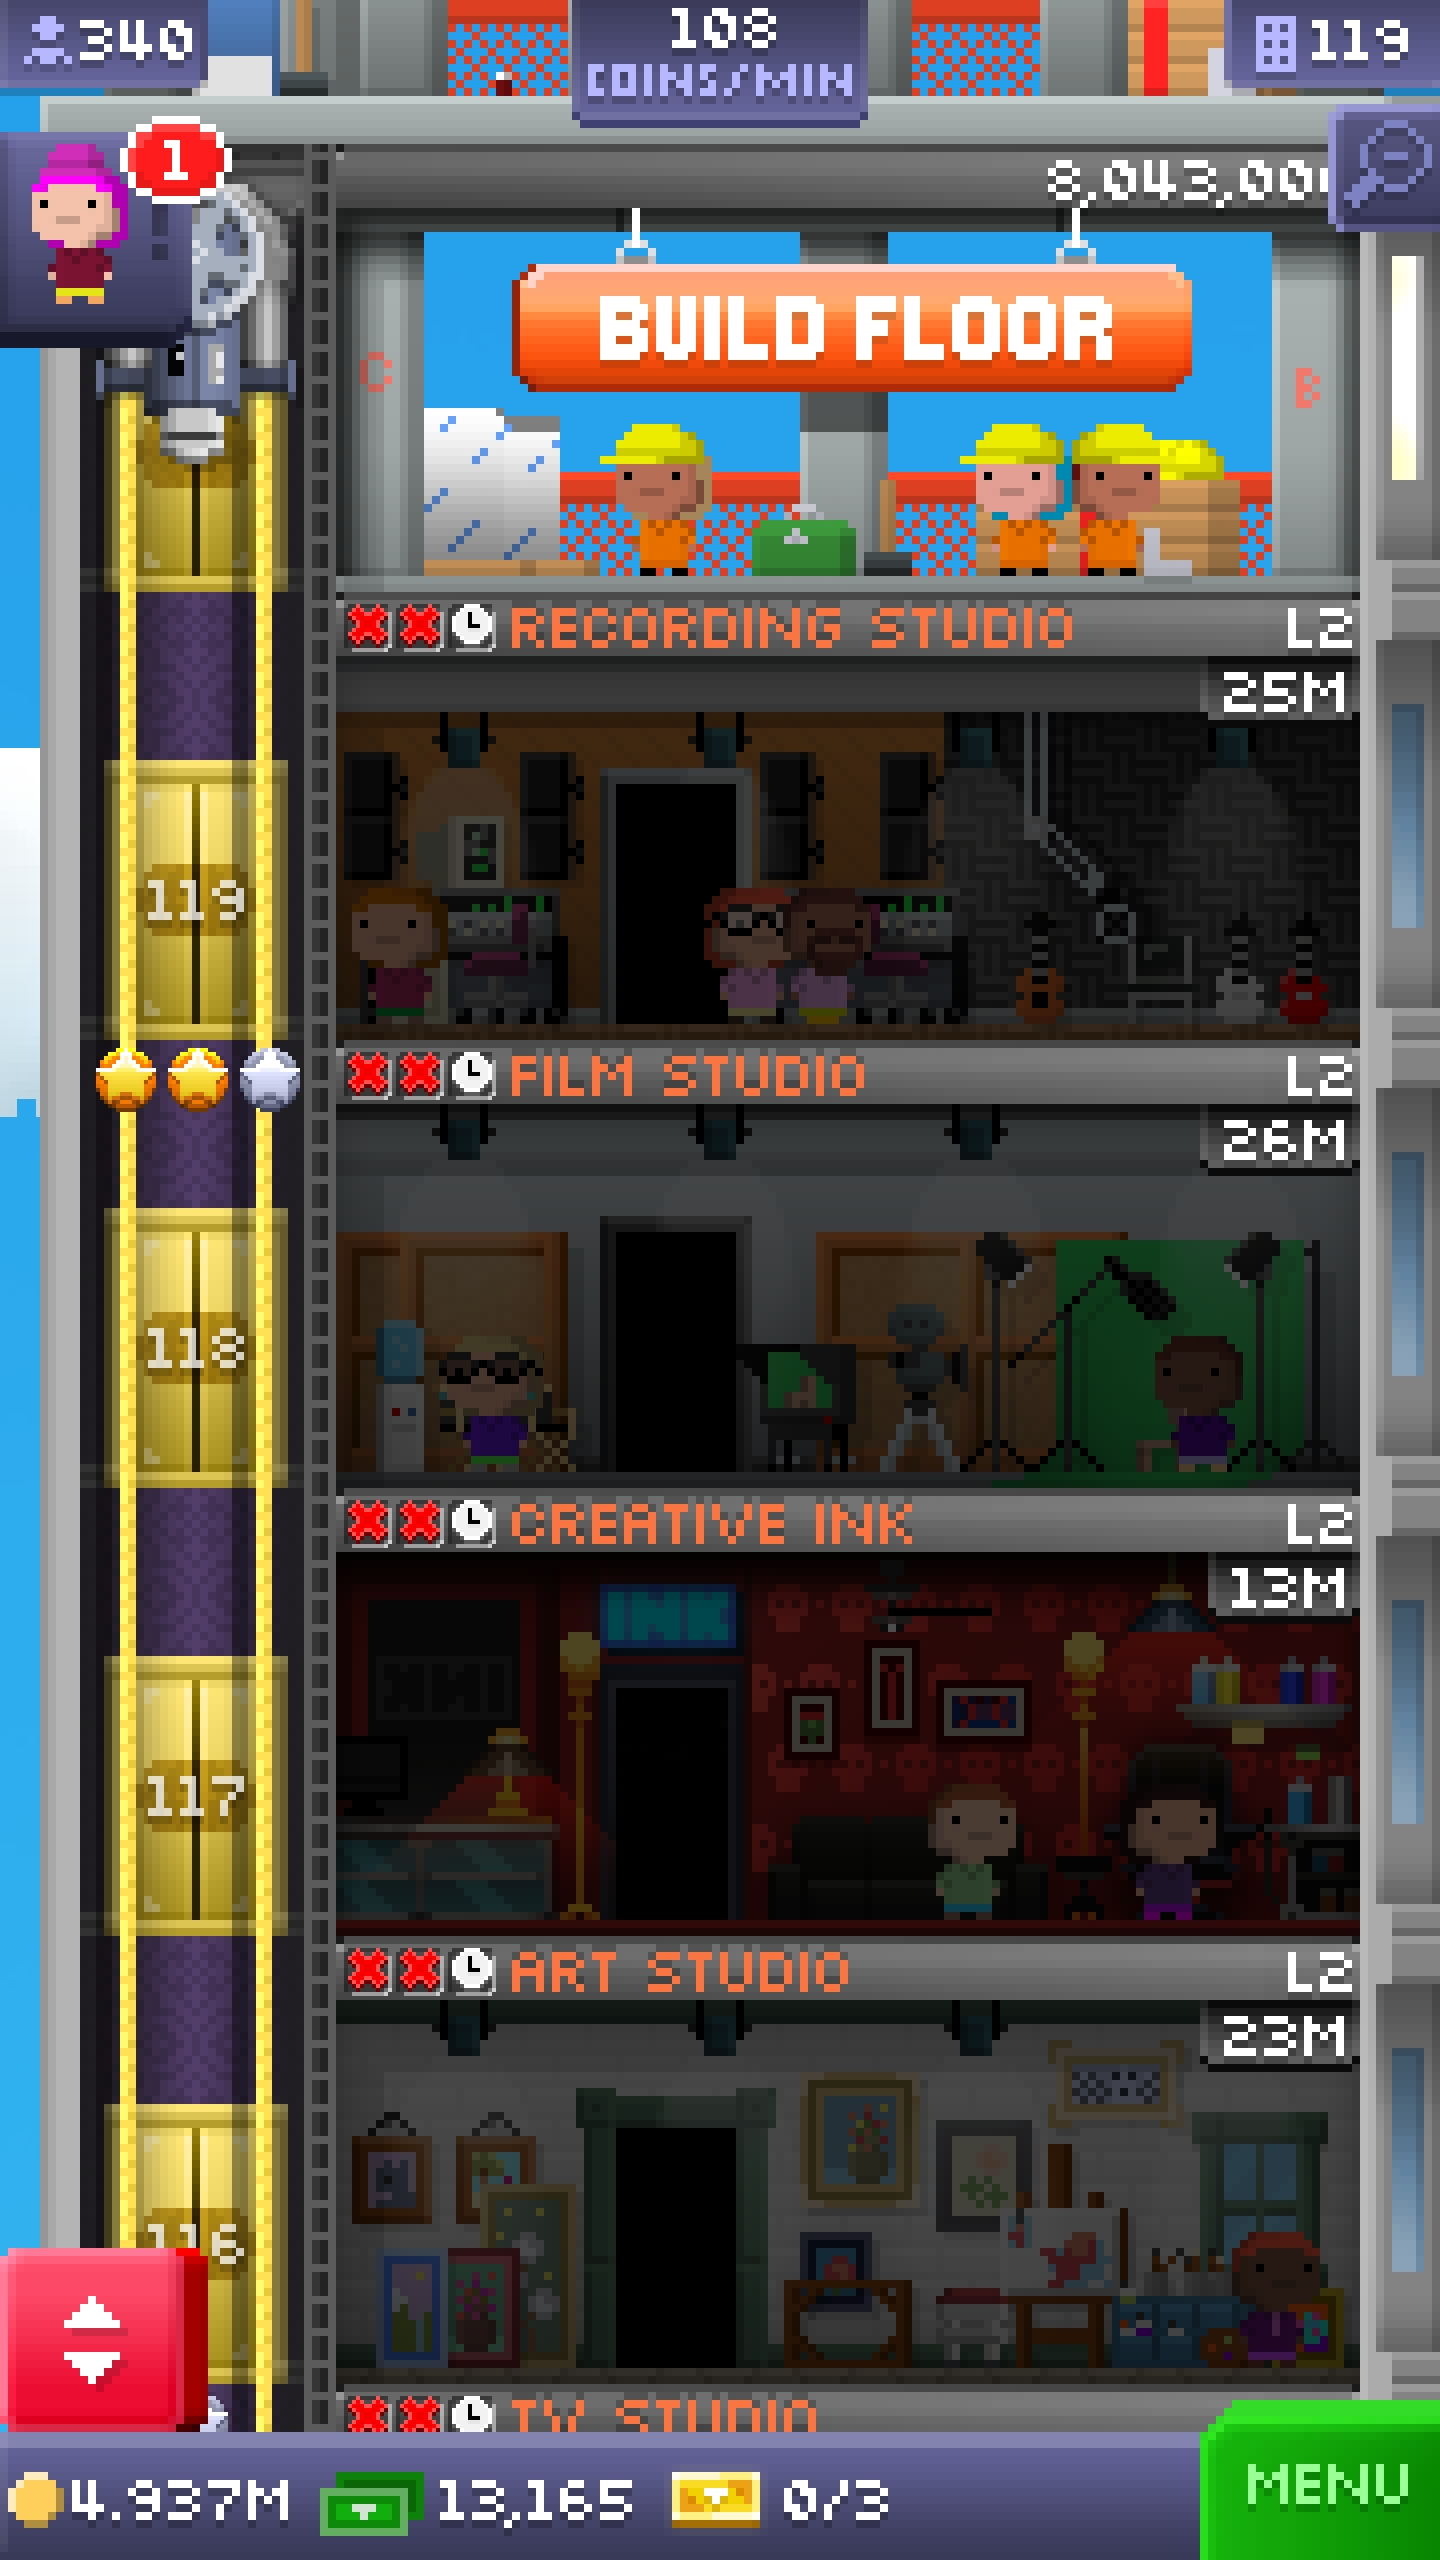 340
108
COINS/MIN
119
1
8,043,00
BUILD FLOOR
C
B
RECORDING STUDIO L2
25M
119
FILM STUDIO L2
26M
118
CREATIVE INK L2
13M
INK
117
ART STUDIO L2
23M
116
TV STUDIO
4.937M 13,165 0/3
MENU